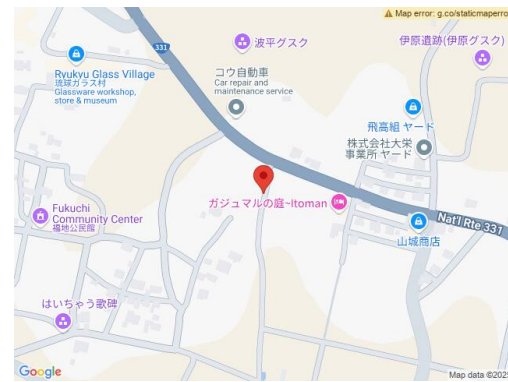 Map error: g.co/staticmaperro
331
波平グスク
伊原遺跡(伊原グスク)
Ryukyu Glass Village
琉球ガラス村
Glassware workshop,
store & museum
コウ自動車
Car repair and
maintenance service
飛高組 ヤード
株式会社大栄
事業所 ヤード
ガジュマルの庭~Itoman
Fukuchi
Community Center
福地公民館
Nat'l Rte 331
山城商店
はいちゃう歌碑
331
Google
Map data ©2025